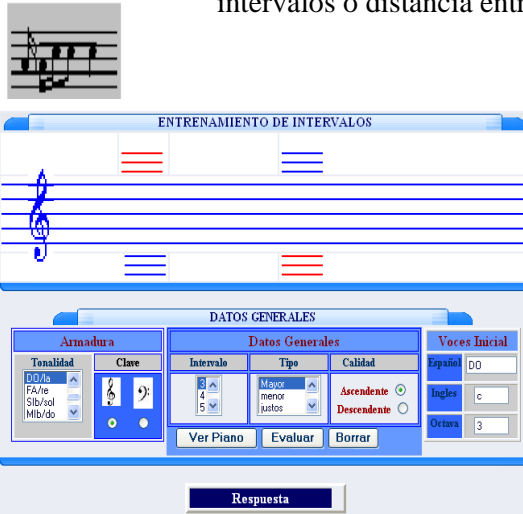 intervalos o distancia entr
ENTRENAMIENTO DE INTERVALOS
DATOS GENERALES
Armadura
Datos Generales
Voces Inicial
Tonalidad
Clave
Intervalo
Tipo
Calidad
Español
DO
DO/la
FA/re
SIb/sol
MIb/do
3
4
5
Mayor
menor
justos
Ascendente
Descendente
Ingles
c
Octava
3
Ver Piano
Evaluar
Borrar
Respuesta